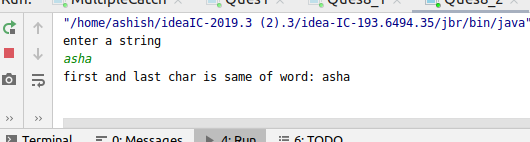 MultipleCatch Ques8_1 Ques8_2
"/home/ashish/ideaIC-2019.3 (2).3/idea-IC-193.6494.35/jbr/bin/java"
enter a string
asha
first and last char is same of word: asha
Terminal 0: Messages 4: Run 6: TODO